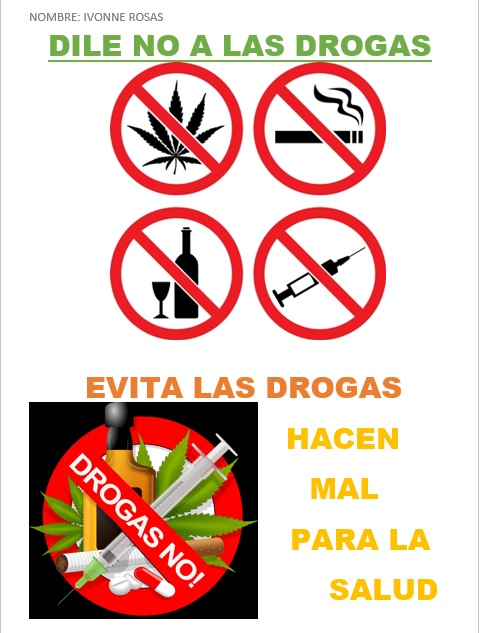 NOMBRE: IVONNE ROSAS
DILE NO A LAS DROGAS
EVITA LAS DROGAS
DROGAS NO!
HACEN
MAL
PARA LA
SALUD